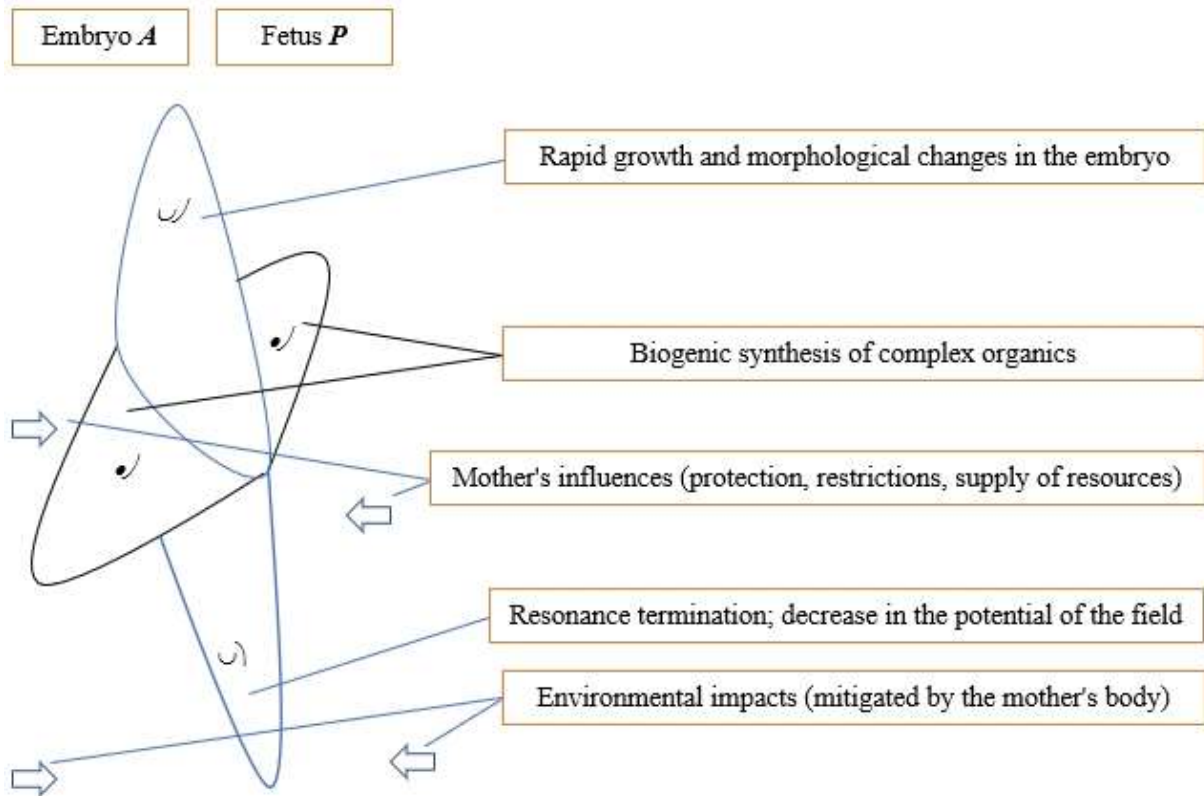 Embryo A
Fetus P
Rapid growth and morphological changes in the embryo
Biogenic synthesis of complex organics
Mother's influences (protection, restrictions, supply of resources)
Resonance termination; decrease in the potential of the field
Environmental impacts (mitigated by the mother's body)